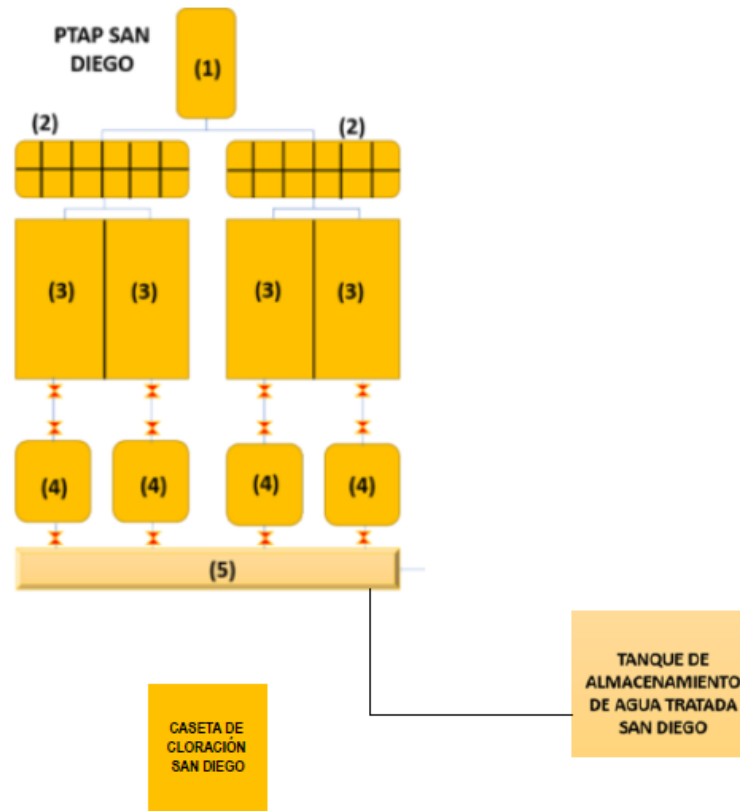 PTAP SAN
DIEGO
(1)
(2) (2)
(3) (3) (3) (3)
(4) (4) (4) (4)
(5)
TANQUE DE
ALMACENAMIENTO
DE AGUA TRATADA
SAN DIEGO
CASETA DE
CLORACIÓN
SAN DIEGO